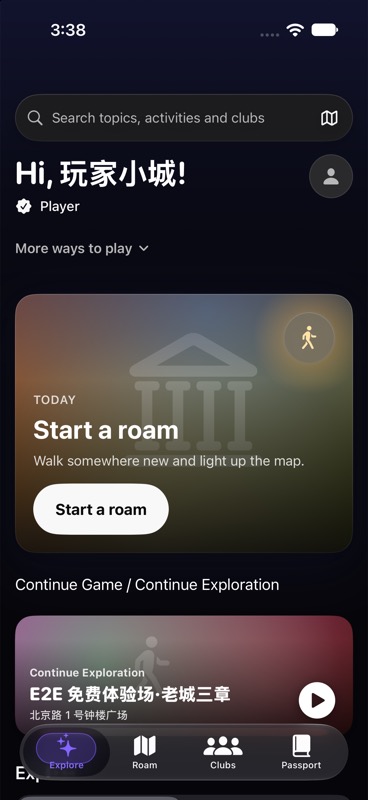 3:38
Search topics, activities and clubs
Hi, 玩家小城!
Player
More ways to play
TODAY
Start a roam
Walk somewhere new and light up the map.
Start a roam
Continue Game / Continue Exploration
Continue Exploration
E2E 免费体验场·老城三章
北京路 1 号钟楼广场
Explore
Roam
Clubs
Passport